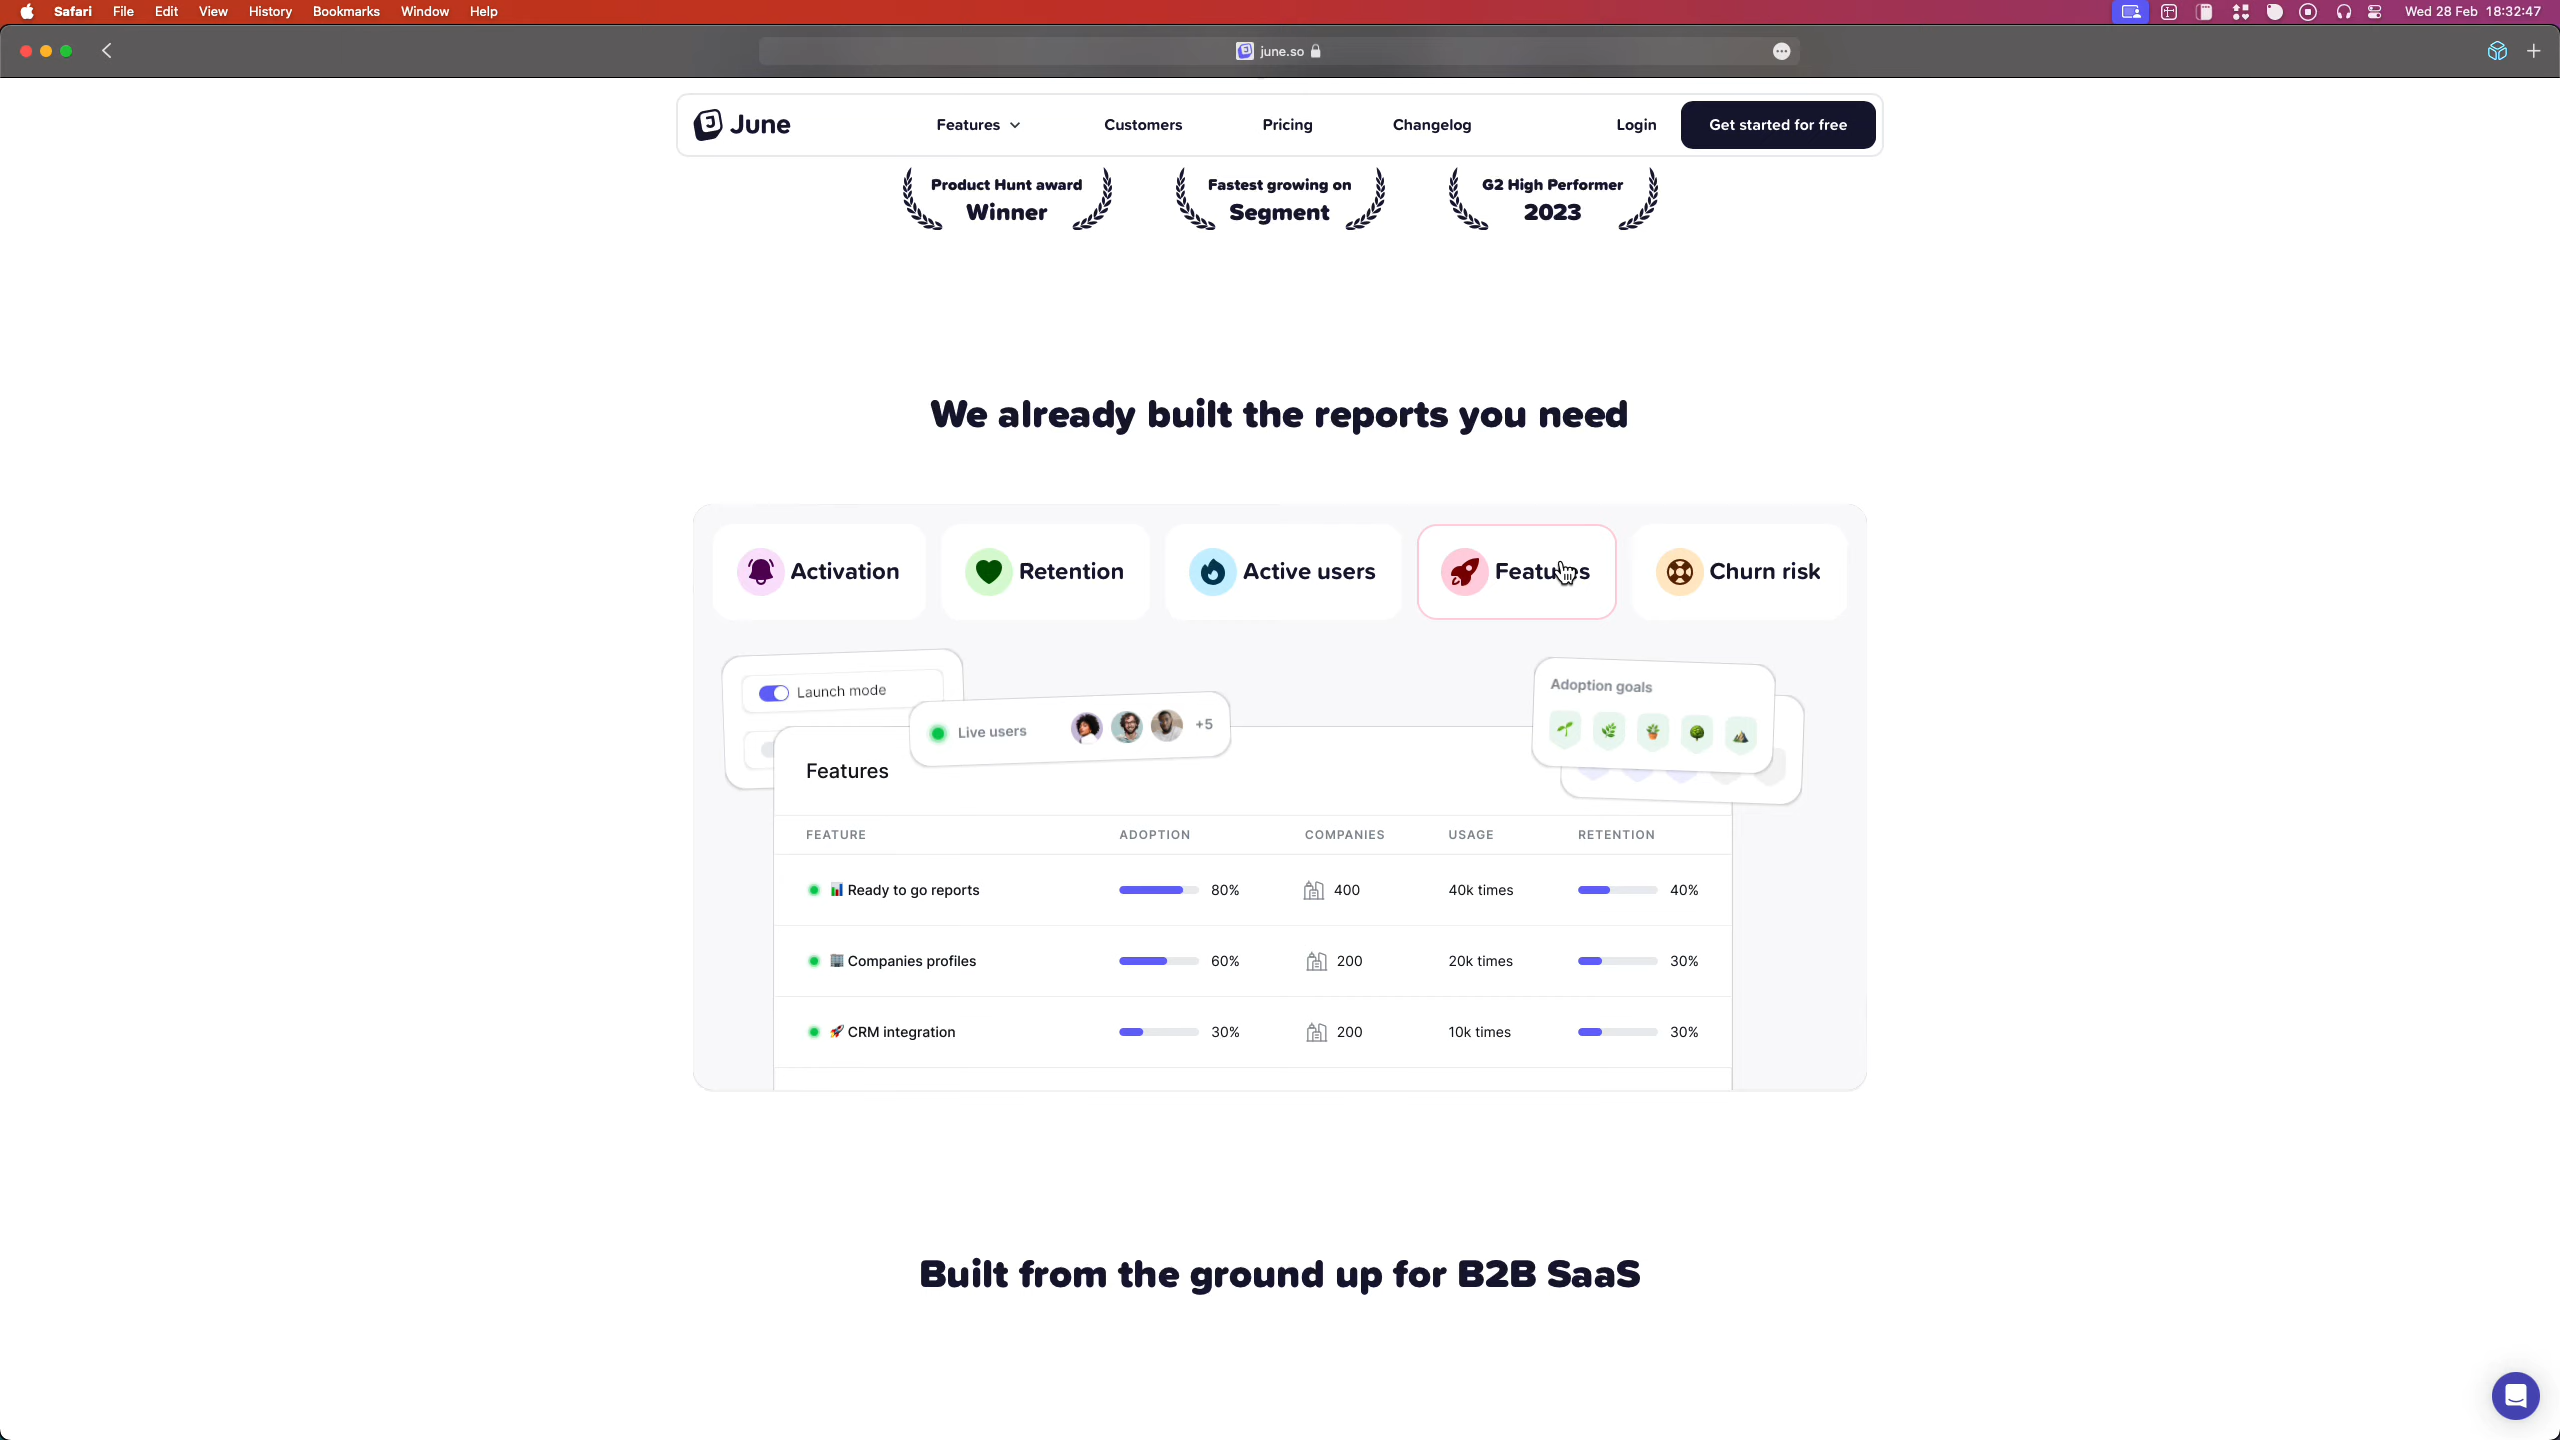 Safari File Edit View History Bookmarks Window Help Wed 28 Feb 18:32:47
june.so
June Features Customers Pricing Changelog Login Get started for free
Product Hunt award
Winner
Fastest growing on
Segment
G2 High Performer
2023
We already built the reports you need
Activation Retention Active users Features Churn risk
Launch mode
Live users +5
Adoption goals
Features
FEATURE ADOPTION COMPANIES USAGE RETENTION
Ready to go reports 80% 400 40k times 40%
Companies profiles 60% 200 20k times 30%
CRM integration 30% 200 10k times 30%
Built from the ground up for B2B SaaS